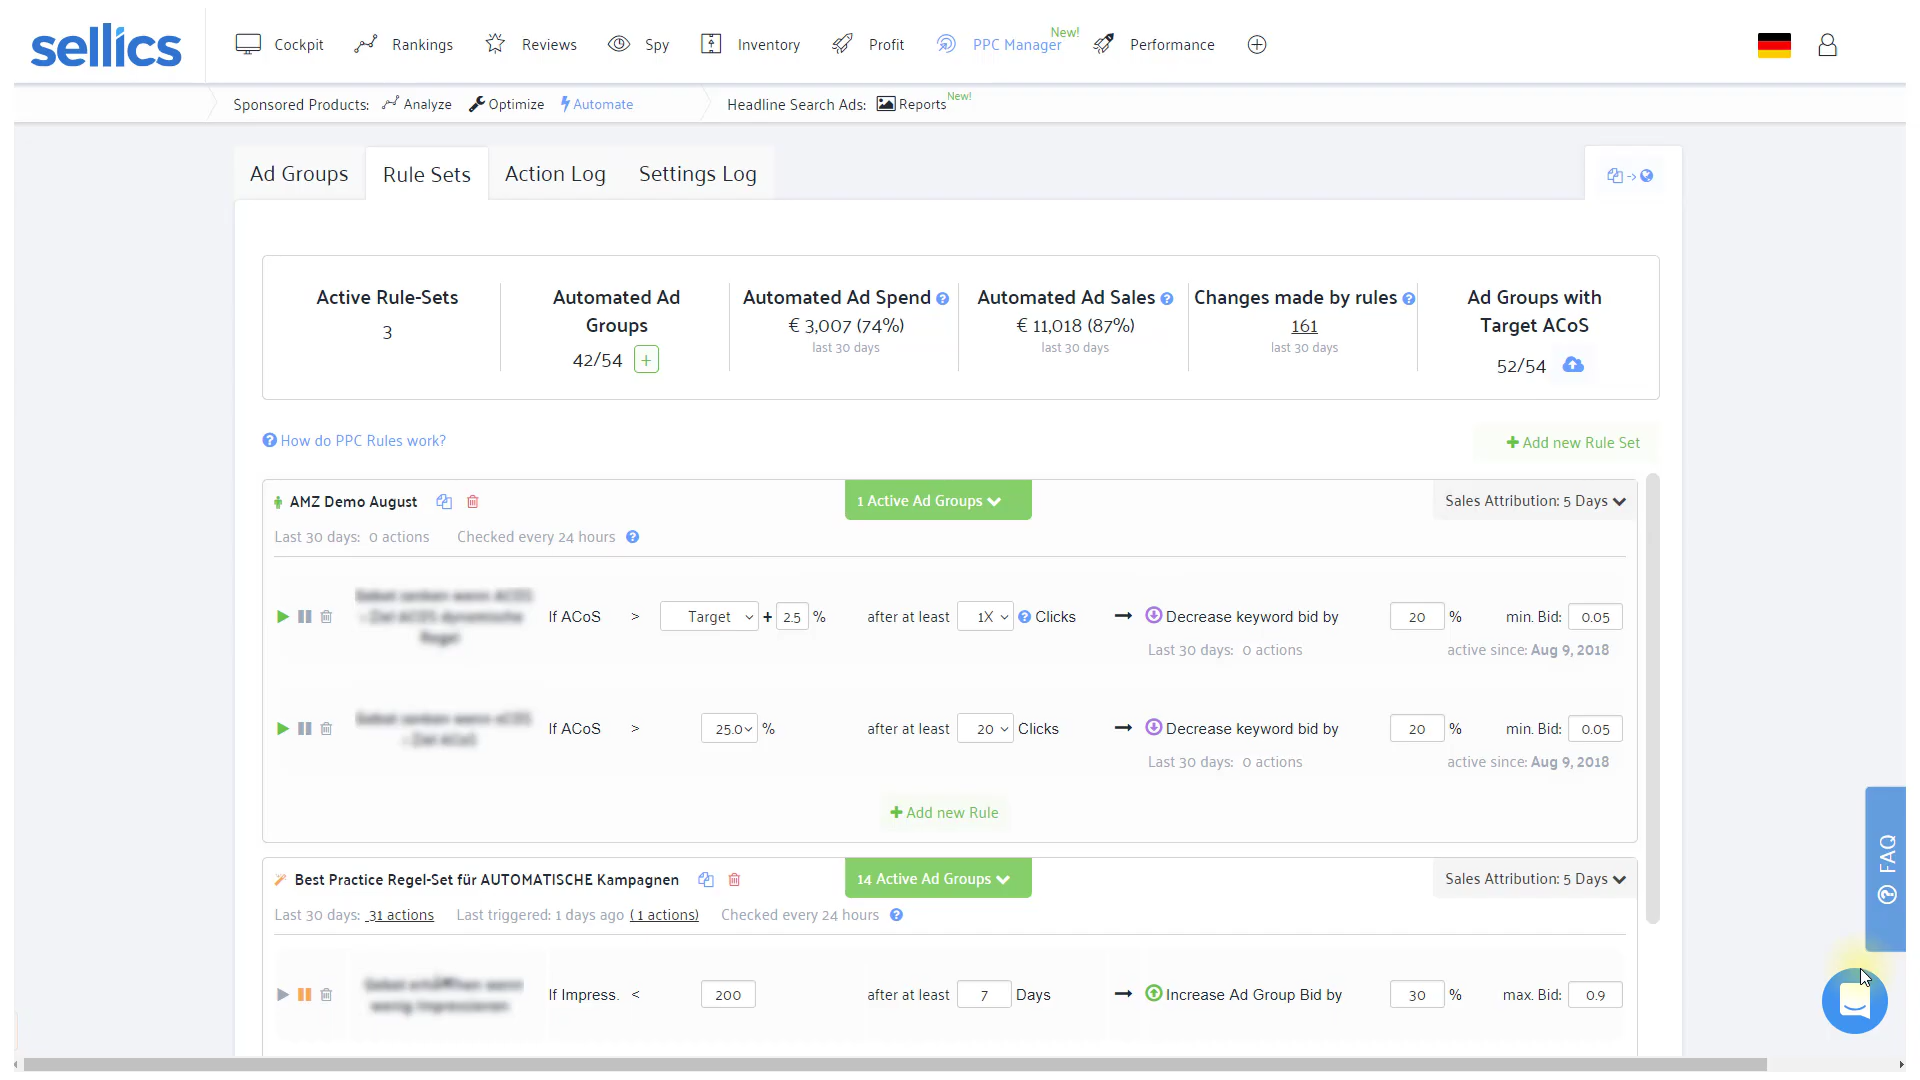 sellics
Cockpit Rankings Reviews Spy Inventory Profit PPC Manager New! Performance
Sponsored Products: Analyze Optimize Automate Headline Search Ads: Reports New!
Ad Groups Rule Sets Action Log Settings Log
->
Active Rule-Sets
3
Automated Ad
Groups
42/54 +
Automated Ad Spend ?
€ 3,007 (74%)
last 30 days
Automated Ad Sales ?
€ 11,018 (87%)
last 30 days
Changes made by rules ?
161
last 30 days
Ad Groups with
Target ACoS
52/54
? How do PPC Rules work?
+ Add new Rule Set
AMZ Demo August 1 Active Ad Groups Sales Attribution: 5 Days
Last 30 days: 0 actions Checked every 24 hours ?
If ACoS > Target + 2.5 % after at least 1X ? Clicks → Decrease keyword bid by 20 % min. Bid: 0.05
Last 30 days: 0 actions active since: Aug 9, 2018
If ACoS > 25.0 % after at least 20 Clicks → Decrease keyword bid by 20 % min. Bid: 0.05
Last 30 days: 0 actions active since: Aug 9, 2018
+ Add new Rule
Best Practice Regel-Set für AUTOMATISCHE Kampagnen 14 Active Ad Groups Sales Attribution: 5 Days
Last 30 days: 31 actions Last triggered: 1 days ago ( 1 actions) Checked every 24 hours ?
If Impress. < 200 after at least 7 Days → Increase Ad Group Bid by 30 % max. Bid: 0.9
? FAQ